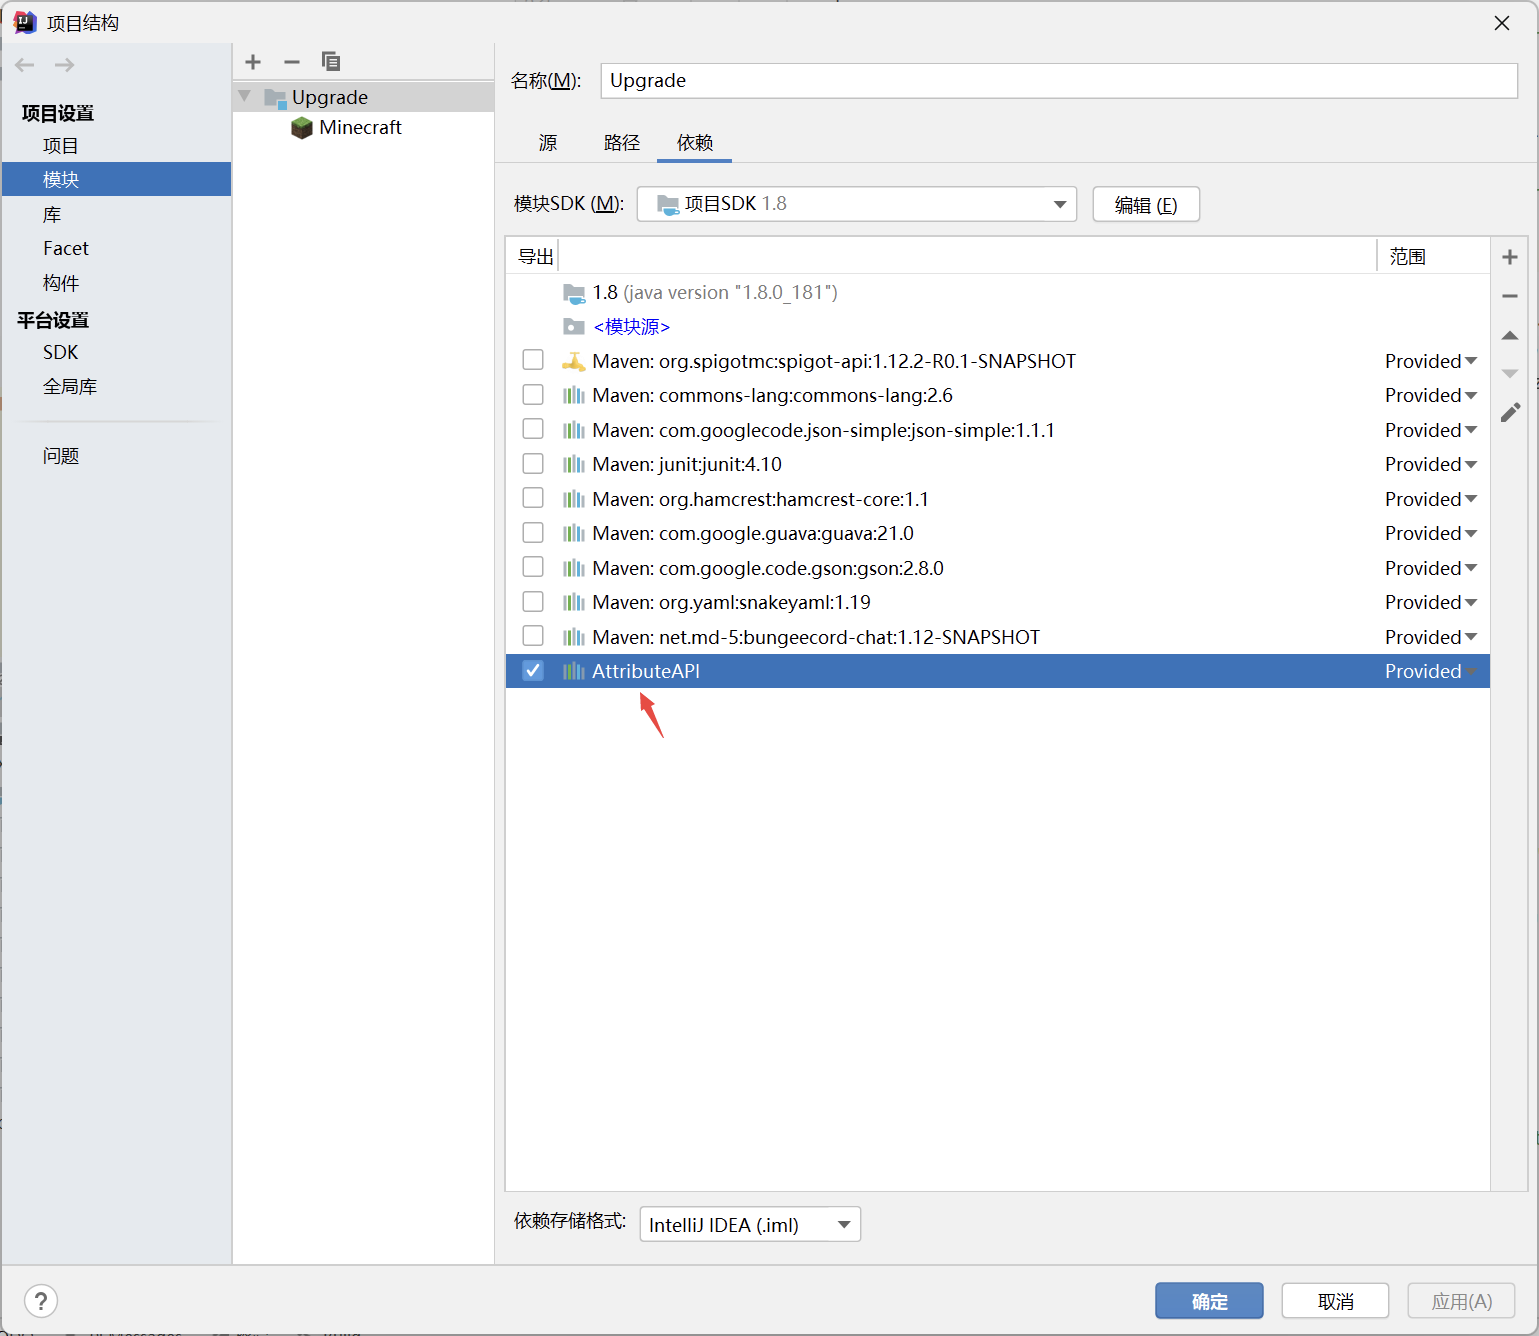 项目结构
项目设置
项目
模块
库
Facet
构件
平台设置
SDK
全局库
问题
Upgrade
Minecraft
名称(M):
Upgrade
源 路径 依赖
模块SDK (M): 项目SDK 1.8 编辑 (E)
导出 范围
1.8 (java version "1.8.0_181")
<模块源>
Maven: org.spigotmc:spigot-api:1.12.2-R0.1-SNAPSHOT Provided
Maven: commons-lang:commons-lang:2.6 Provided
Maven: com.googlecode.json-simple:json-simple:1.1.1 Provided
Maven: junit:junit:4.10 Provided
Maven: org.hamcrest:hamcrest-core:1.1 Provided
Maven: com.google.guava:guava:21.0 Provided
Maven: com.google.code.gson:gson:2.8.0 Provided
Maven: org.yaml:snakeyaml:1.19 Provided
Maven: net.md-5:bungeecord-chat:1.12-SNAPSHOT Provided
AttributeAPI Provided
依赖存储格式: IntelliJ IDEA (.iml)
? 确定 取消 应用(A)